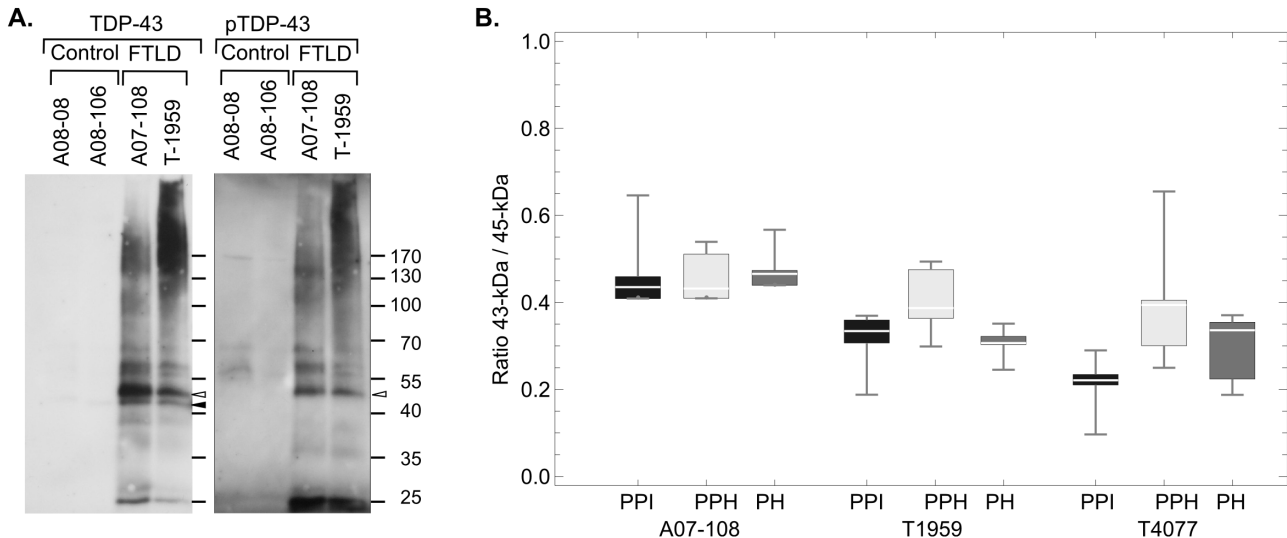 A.
TDP-43 pTDP-43
Control FTLD Control FTLD
A08-08 A08-106 A07-108 T-1959 A08-08 A08-106 A07-108 T-1959
170
130
100
70
55
40
35
25
B.
Ratio 43-kDa / 45-kDa
1.0
0.8
0.6
0.4
0.2
0.0
PPI PPH PH PPI PPH PH PPI PPH PH
A07-108 T1959 T4077